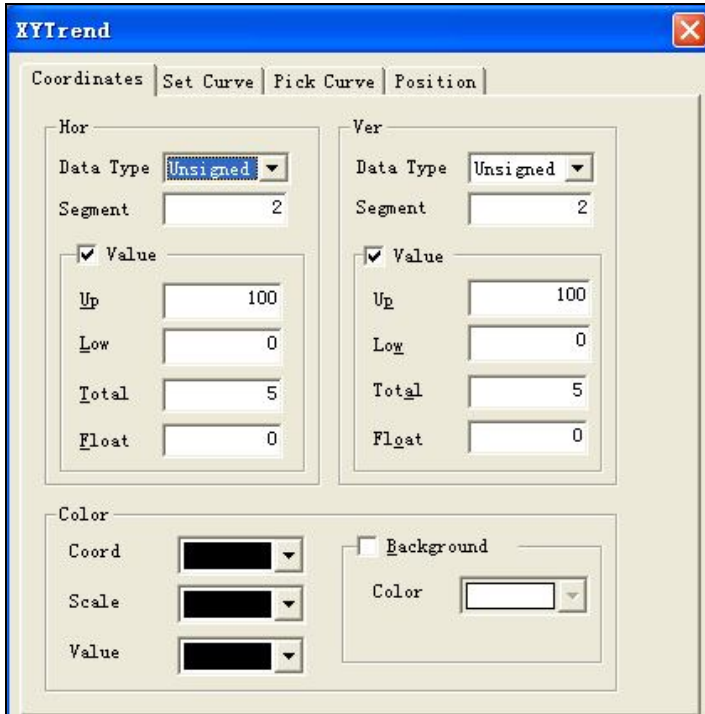 XYTrend
Coordinates Set Curve Pick Curve Position
Hor
Data Type Unsigned
Segment 2
Value
Up 100
Low 0
Total 5
Float 0
Ver
Data Type Unsigned
Segment 2
Value
Up 100
Low 0
Total 5
Float 0
Color
Coord
Scale
Value
Background
Color